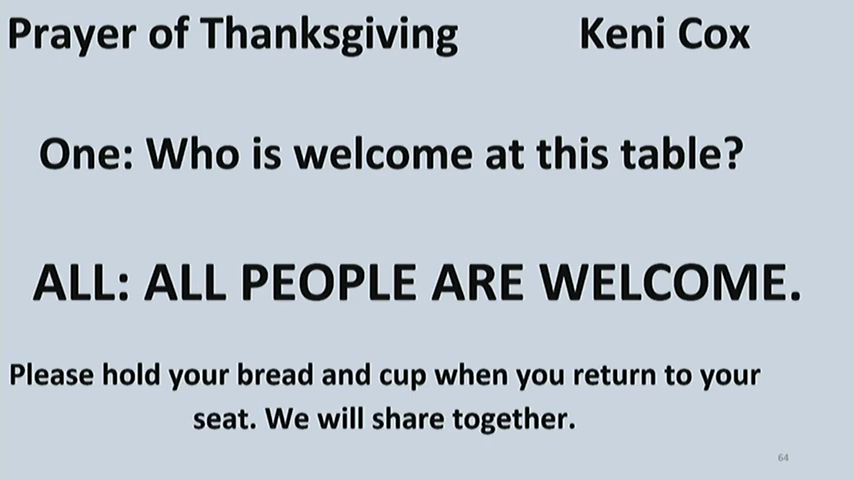 Prayer of Thanksgiving Keni Cox
One: Who is welcome at this table?
ALL: ALL PEOPLE ARE WELCOME.
Please hold your bread and cup when you return to your
seat. We will share together.
64